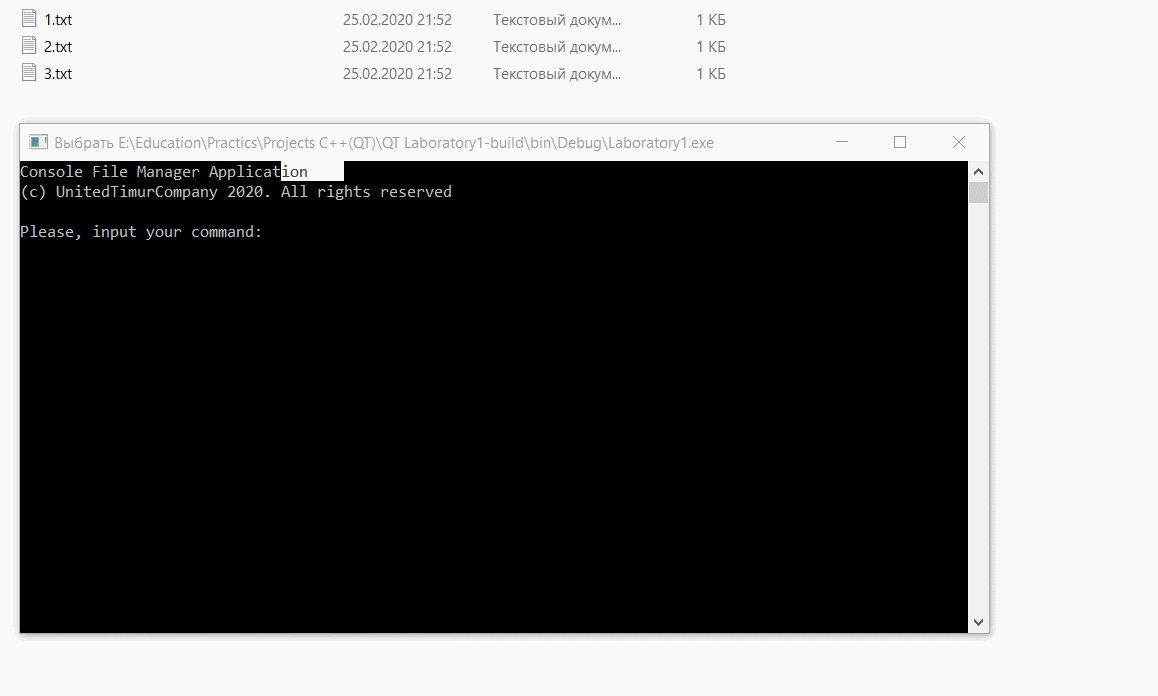 1.txt 25.02.2020 21:52 Текстовый докум... 1 КБ
2.txt 25.02.2020 21:52 Текстовый докум... 1 КБ
3.txt 25.02.2020 21:52 Текстовый докум... 1 КБ
Выбрать E:\Education\Practics\Projects C++(QT)\QT Laboratory1-build\bin\Debug\Laboratory1.exe
Console File Manager Application
(c) UnitedTimurCompany 2020. All rights reserved
Please, input your command: